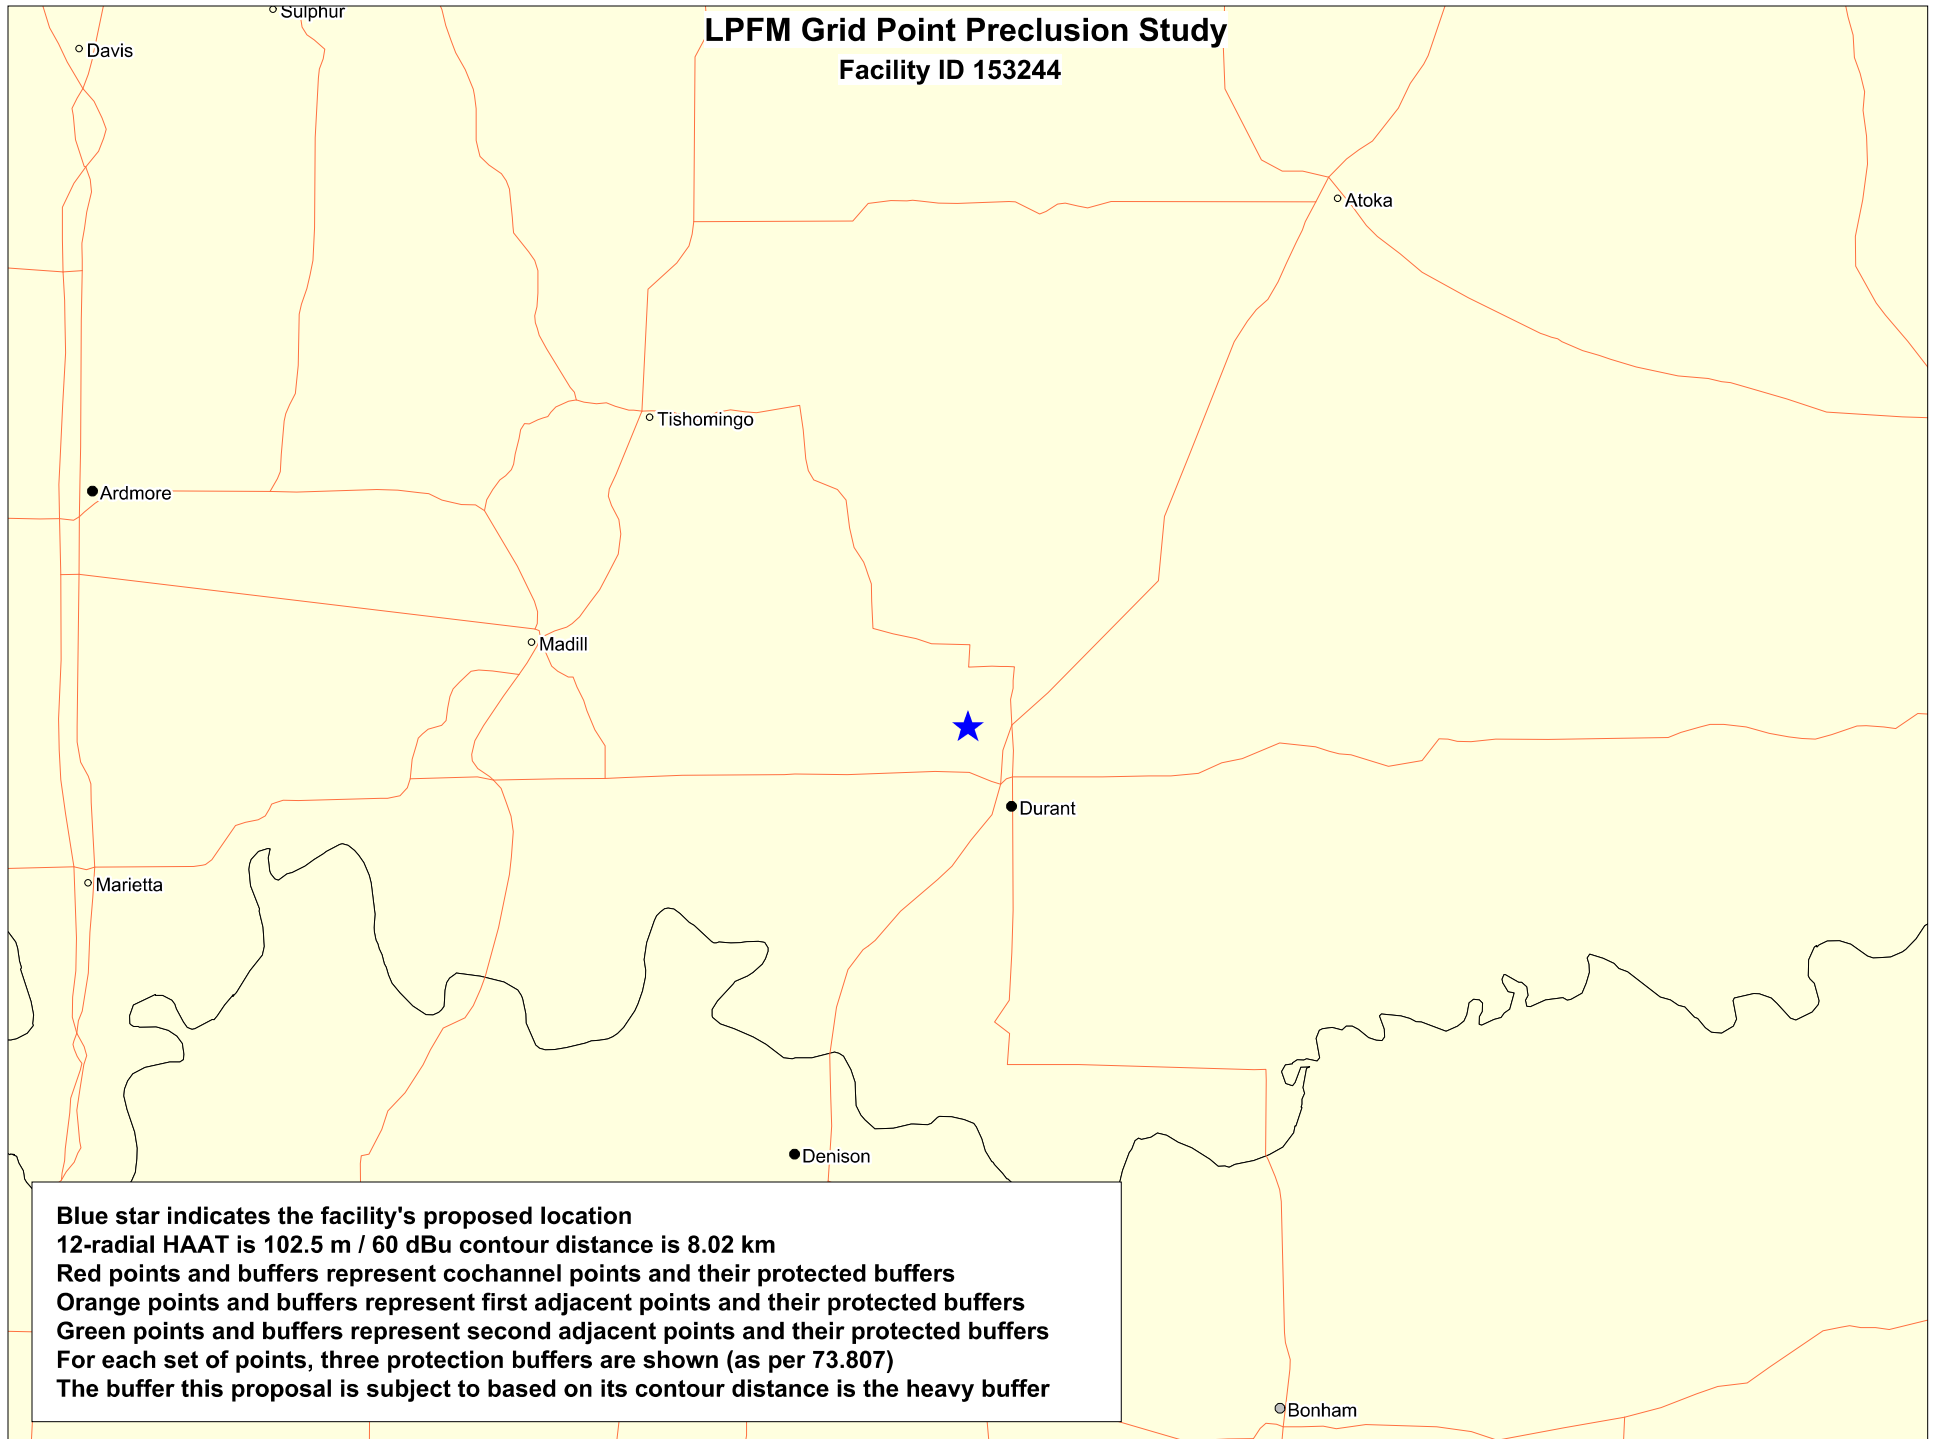 Sulphur
LPFM Grid Point Preclusion Study
Davis
Facility ID 153244
Atoka
Tishomingo
Ardmore
Madill
Durant
Marietta
Denison
Blue star indicates the facility's proposed location
12-radial HAAT is 102.5 m / 60 dBu contour distance is 8.02 km
Red points and buffers represent cochannel points and their protected buffers
Orange points and buffers represent first adjacent points and their protected buffers
Green points and buffers represent second adjacent points and their protected buffers
For each set of points, three protection buffers are shown (as per 73.807)
The buffer this proposal is subject to based on its contour distance is the heavy buffer
Bonham